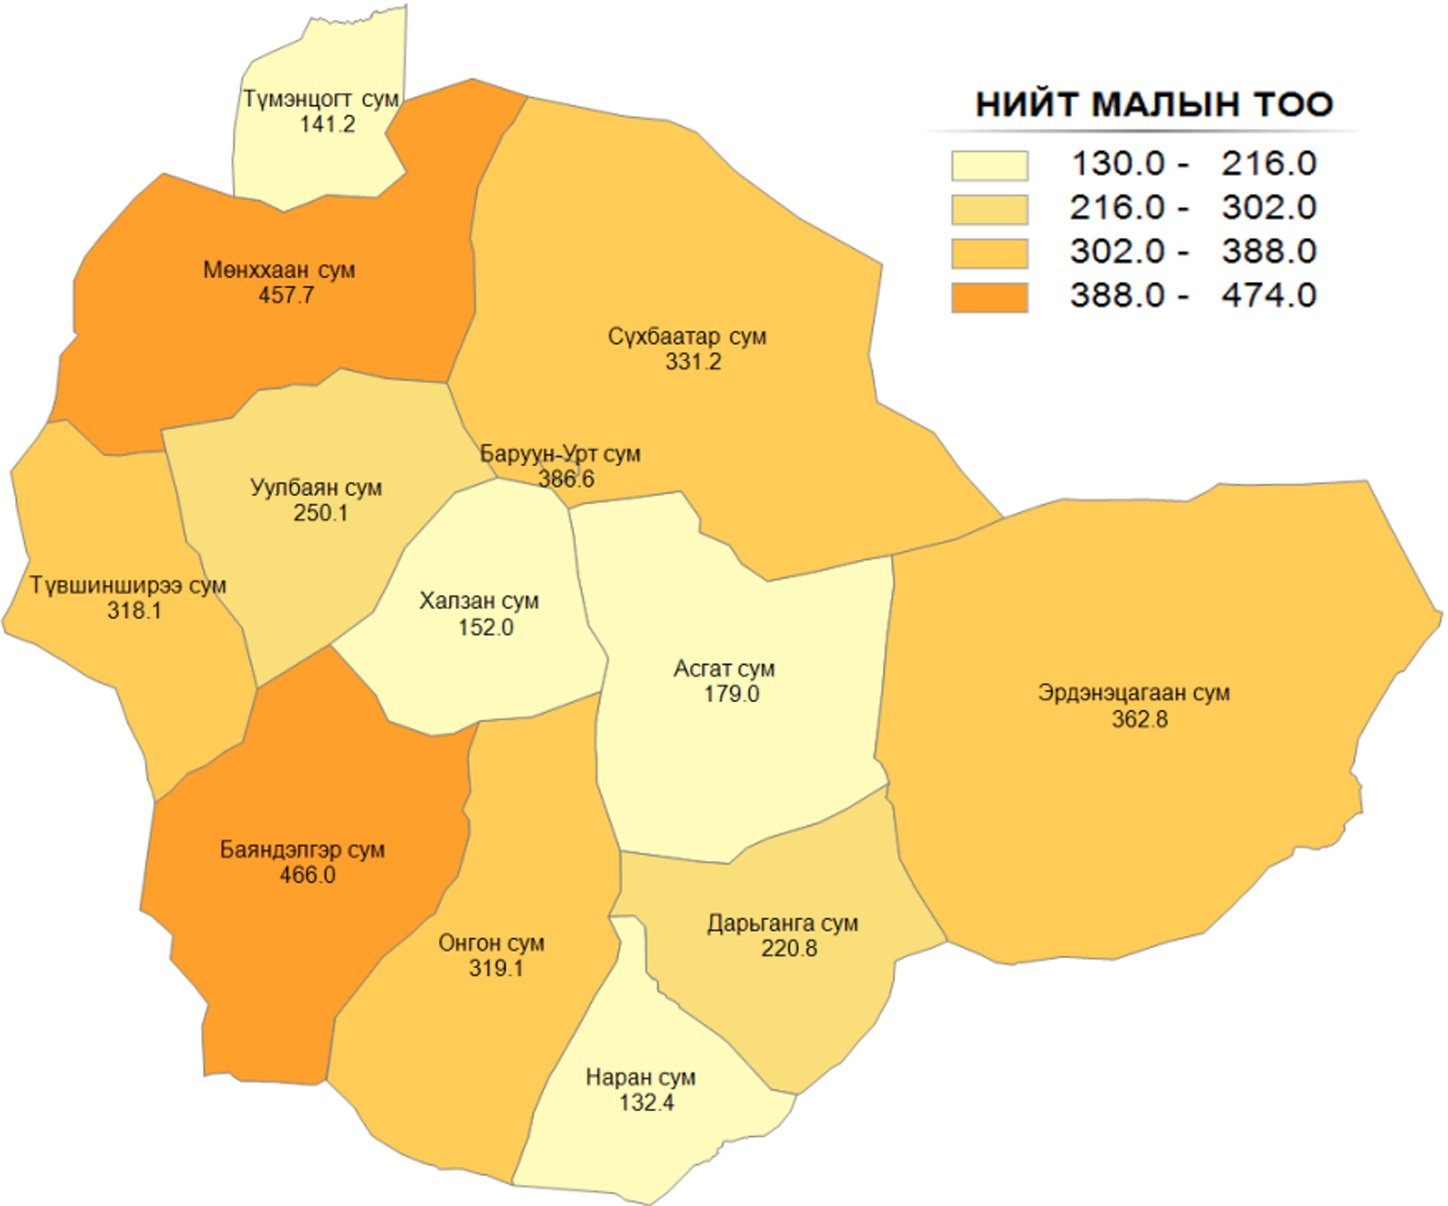 Түмэнцогт сум
141.2
НИЙТ МАЛЫН ТОО
130.0 - 216.0
216.0 - 302.0
302.0 - 388.0
388.0 - 474.0
Мөнххаан сум
457.7
Сүхбаатар сум
331.2
Баруун-Урт сум
386.6
Уулбаян сум
250.1
Түвшинширээ сум
318.1
Халзан сум
152.0
Асгат сум
179.0
Эрдэнэцагаан сум
362.8
Баяндэлгэр сум
466.0
Онгон сум
319.1
Дарьганга сум
220.8
Наран сум
132.4